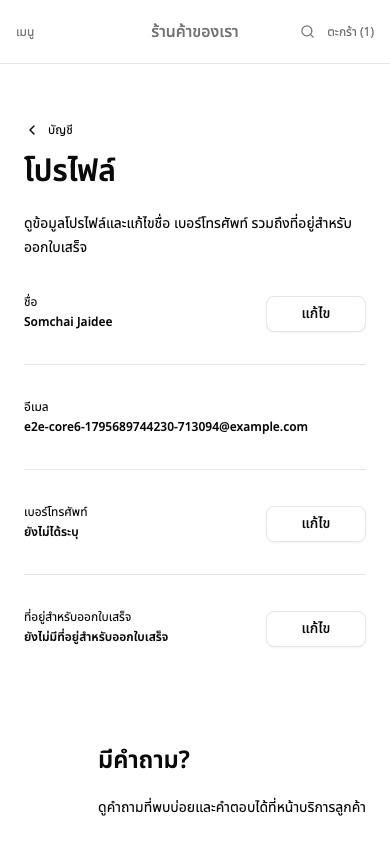 เมนู
ร้านค้าของเรา
ตะกร้า (1)
บัญชี
โปรไฟล์
ดูข้อมูลโปรไฟล์และแก้ไขชื่อ เบอร์โทรศัพท์ รวมถึงที่อยู่สำหรับ
ออกใบเสร็จ
ชื่อ
Somchai Jaidee
แก้ไข
อีเมล
e2e-core6-1795689744230-713094@example.com
เบอร์โทรศัพท์
ยังไม่ได้ระบุ
แก้ไข
ที่อยู่สำหรับออกใบเสร็จ
ยังไม่มีที่อยู่สำหรับออกใบเสร็จ
แก้ไข
มีคำถาม?
ดูคำถามที่พบบ่อยและคำตอบได้ที่หน้าบริการลูกค้า